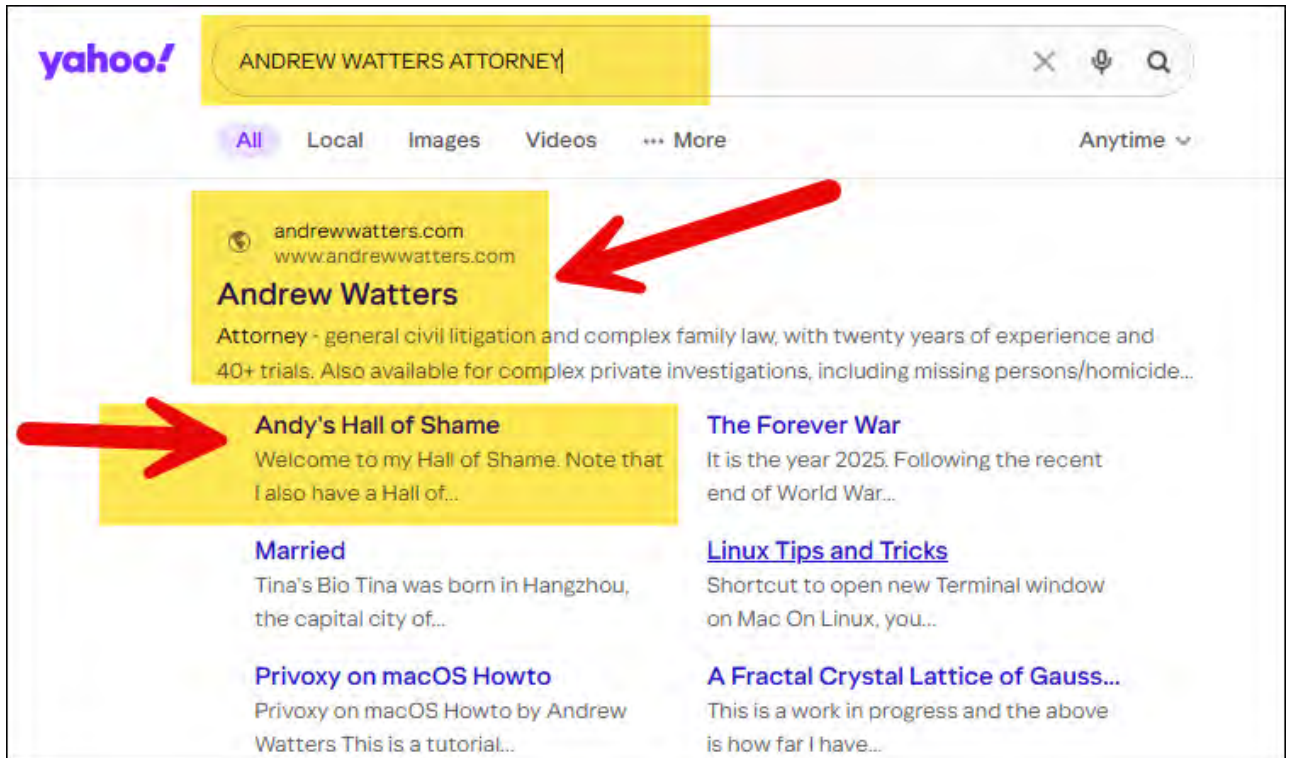 yahoo!
ANDREW WATTERS ATTORNEY
All Local Images Videos ··· More Anytime
andrewwatters.com
www.andrewwatters.com
Andrew Watters
Attorney - general civil litigation and complex family law, with twenty years of experience and
40+ trials. Also available for complex private investigations, including missing persons/homicide...
Andy's Hall of Shame
Welcome to my Hall of Shame. Note that
I also have a Hall of...
The Forever War
It is the year 2025. Following the recent
end of World War...
Married
Tina's Bio Tina was born in Hangzhou,
the capital city of...
Linux Tips and Tricks
Shortcut to open new Terminal window
on Mac On Linux, you...
Privoxy on macOS Howto
Privoxy on macOS Howto by Andrew
Watters This is a tutorial...
A Fractal Crystal Lattice of Gauss...
This is a work in progress and the above
is how far I have...